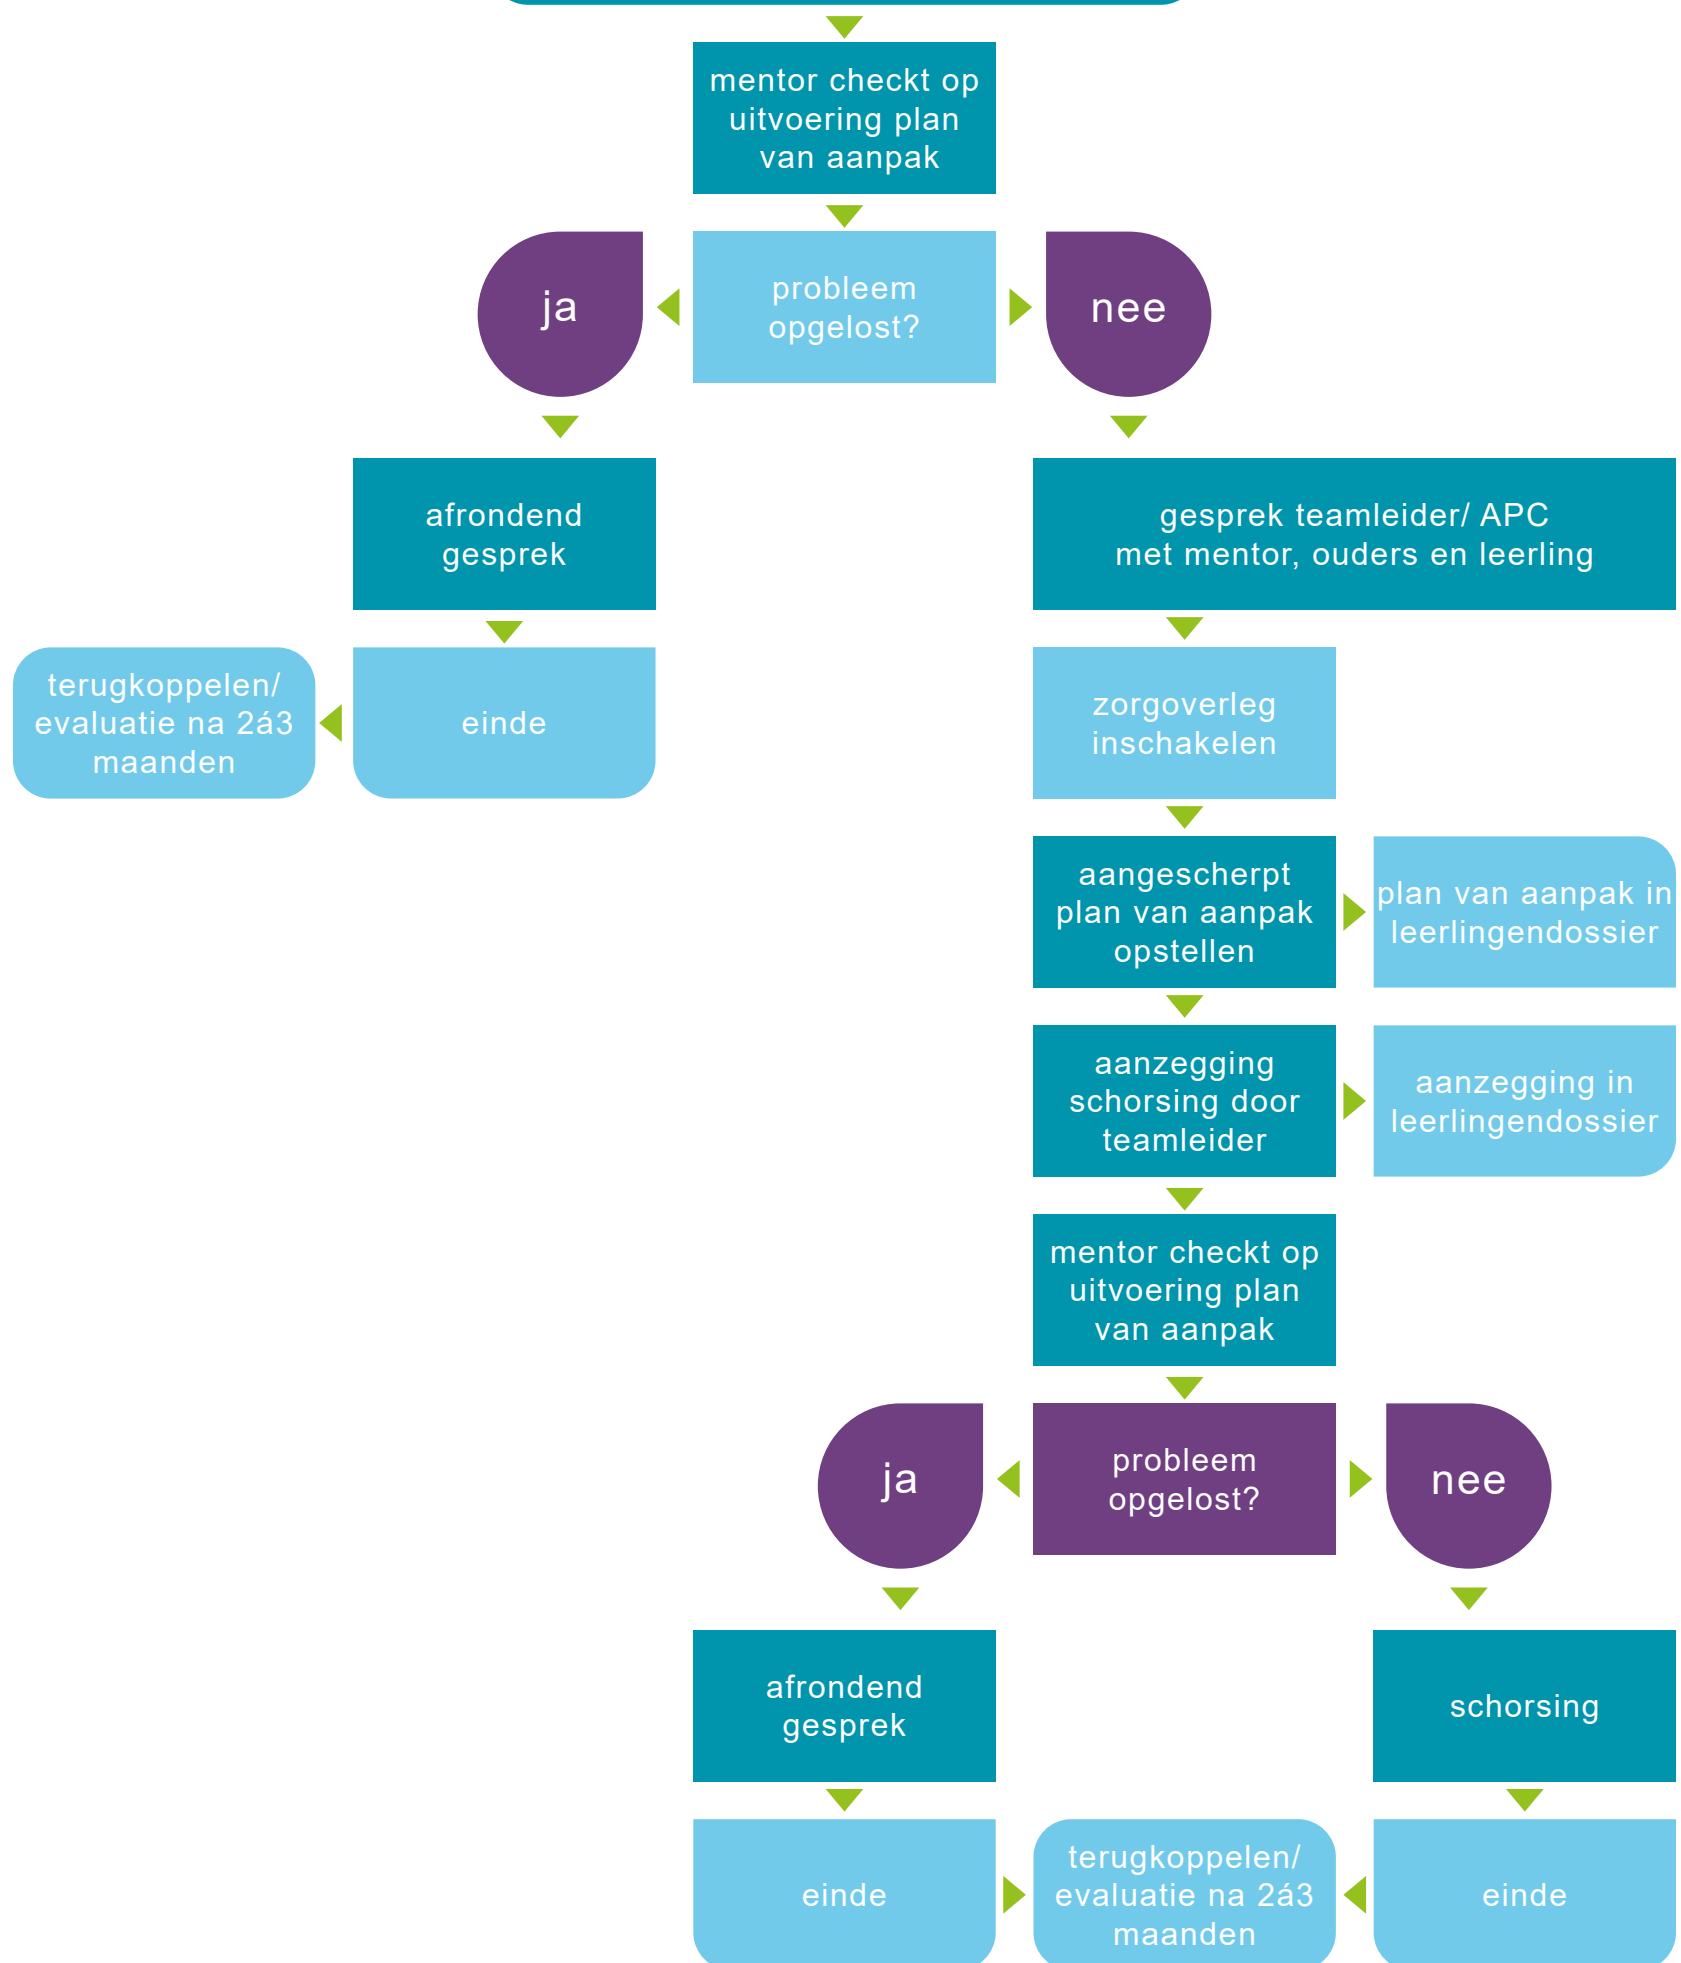 mentor checkt op
uitvoering plan
van aanpak
ja
probleem
opgelost?
nee
afrondend
gesprek
gesprek teamleider/ APC
met mentor, ouders en leerling
terugkoppelen/
evaluatie na 2á3
maanden
einde
zorgoverleg
inschakelen
aangescherpt
plan van aanpak
opstellen
plan van aanpak in
leerlingendossier
aanzegging
schorsing door
teamleider
aanzegging in
leerlingendossier
mentor checkt op
uitvoering plan
van aanpak
ja
probleem
opgelost?
nee
afrondend
gesprek
schorsing
einde
terugkoppelen/
evaluatie na 2á3
maanden
einde